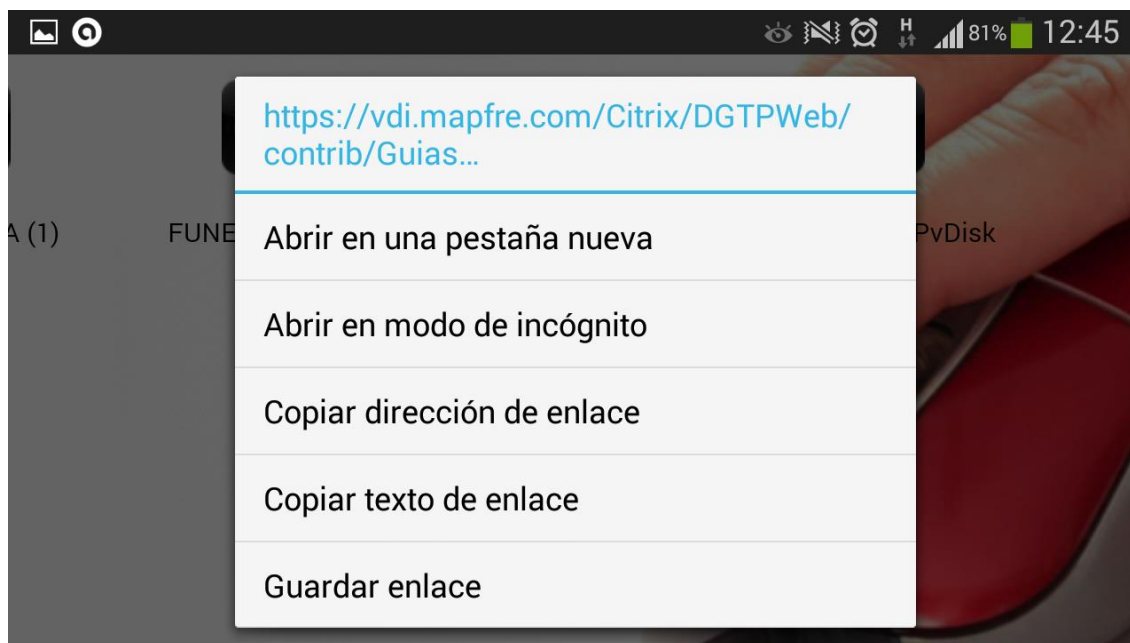 H 81% 12:45
https://vdi.mapfre.com/Citrix/DGTPWeb/
contrib/Guias...
A (1) FUNE PvDisk
Abrir en una pestaña nueva
Abrir en modo de incógnito
Copiar dirección de enlace
Copiar texto de enlace
Guardar enlace